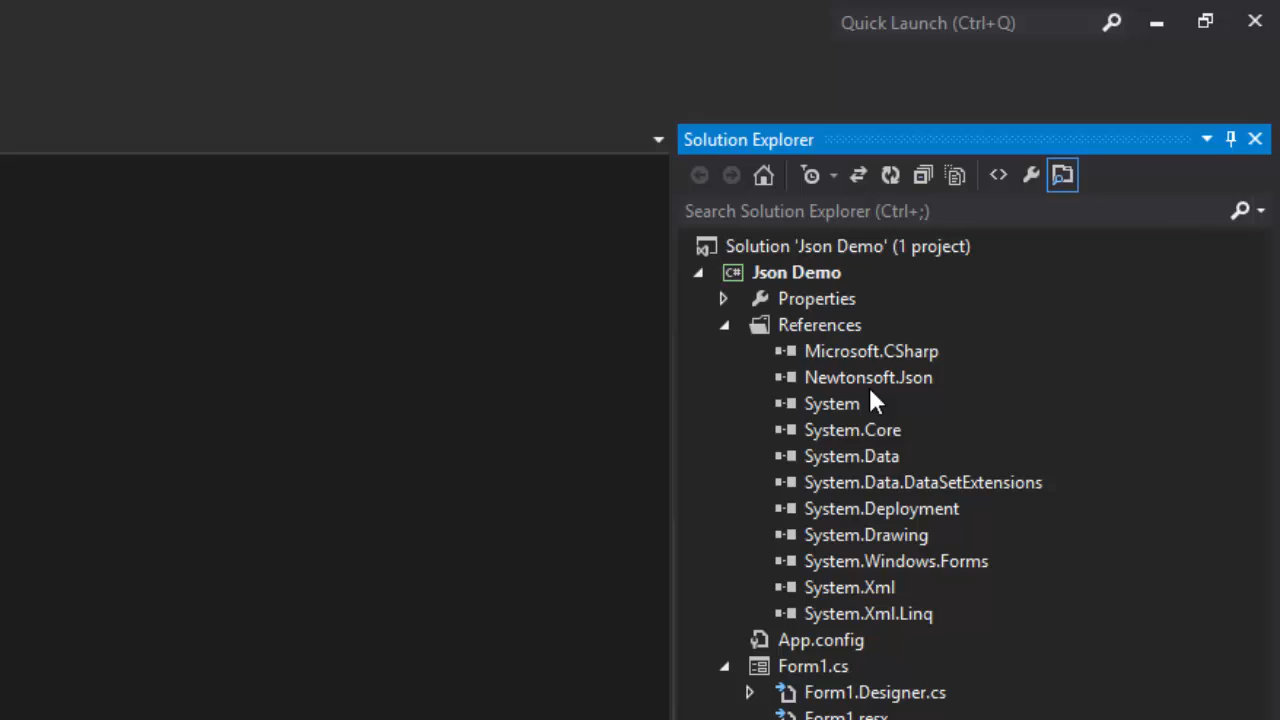 Quick Launch (Ctrl+Q)
Solution Explorer
Search Solution Explorer (Ctrl+;)
Solution 'Json Demo' (1 project)
C# Json Demo
Properties
References
Microsoft.CSharp
Newtonsoft.Json
System
System.Core
System.Data
System.Data.DataSetExtensions
System.Deployment
System.Drawing
System.Windows.Forms
System.Xml
System.Xml.Linq
App.config
Form1.cs
Form1.Designer.cs
Form1.resx